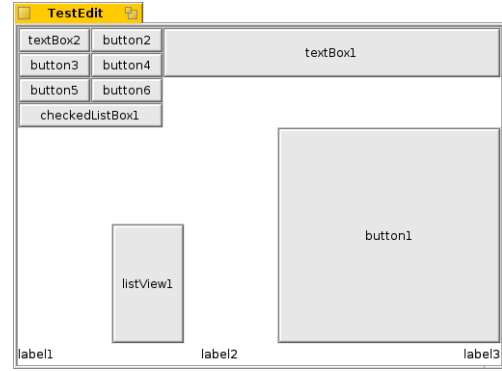 TestEdit
textBox2 button2 textBox1
button3 button4
button5 button6
checkedListBox1
button1
listView1
label1 label2 label3